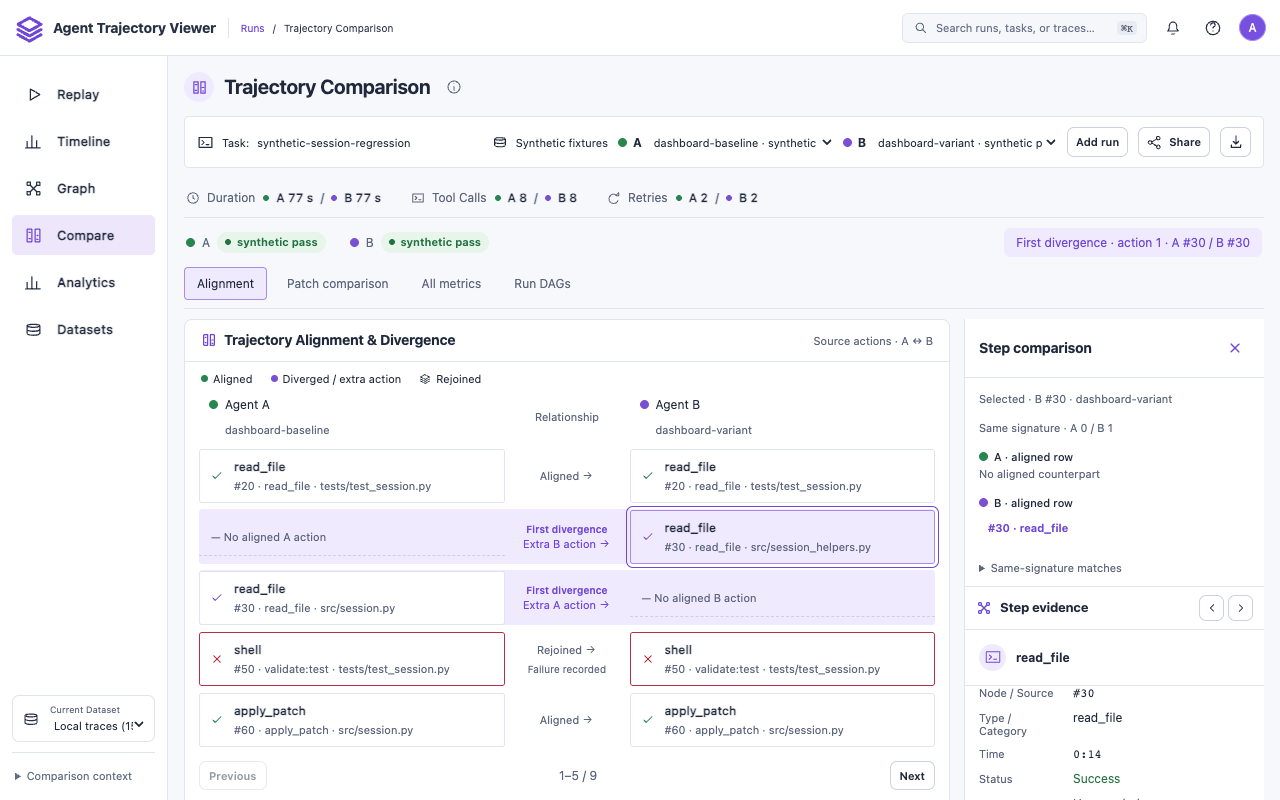 Agent Trajectory Viewer
Runs / Trajectory Comparison
Search runs, tasks, or traces... ⌘K
A
Replay
Timeline
Graph
Compare
Analytics
Datasets
Current Dataset
Local traces (1
Comparison context
Trajectory Comparison
Task: synthetic-session-regression
Synthetic fixtures
A dashboard-baseline · synthetic
B dashboard-variant · synthetic p
Add run
Share
Duration A 77 s / B 77 s
Tool Calls A 8 / B 8
Retries A 2 / B 2
A synthetic pass
B synthetic pass
First divergence · action 1 · A #30 / B #30
Alignment
Patch comparison
All metrics
Run DAGs
Trajectory Alignment & Divergence
Source actions · A ↔ B
Aligned
Diverged / extra action
Rejoined
Agent A
dashboard-baseline
Relationship
Agent B
dashboard-variant
read_file
#20 · read_file · tests/test_session.py
Aligned →
read_file
#20 · read_file · tests/test_session.py
— No aligned A action
First divergence
Extra B action →
read_file
#30 · read_file · src/session_helpers.py
read_file
#30 · read_file · src/session.py
First divergence
Extra A action →
— No aligned B action
shell
#50 · validate:test · tests/test_session.py
Rejoined →
Failure recorded
shell
#50 · validate:test · tests/test_session.py
apply_patch
#60 · apply_patch · src/session.py
Aligned →
apply_patch
#60 · apply_patch · src/session.py
Previous
1–5 / 9
Next
Step comparison
Selected · B #30 · dashboard-variant
Same signature · A 0 / B 1
A · aligned row
No aligned counterpart
B · aligned row
#30 · read_file
Same-signature matches
Step evidence
read_file
Node / Source #30
Type / Category read_file
Time 0:14
Status Success